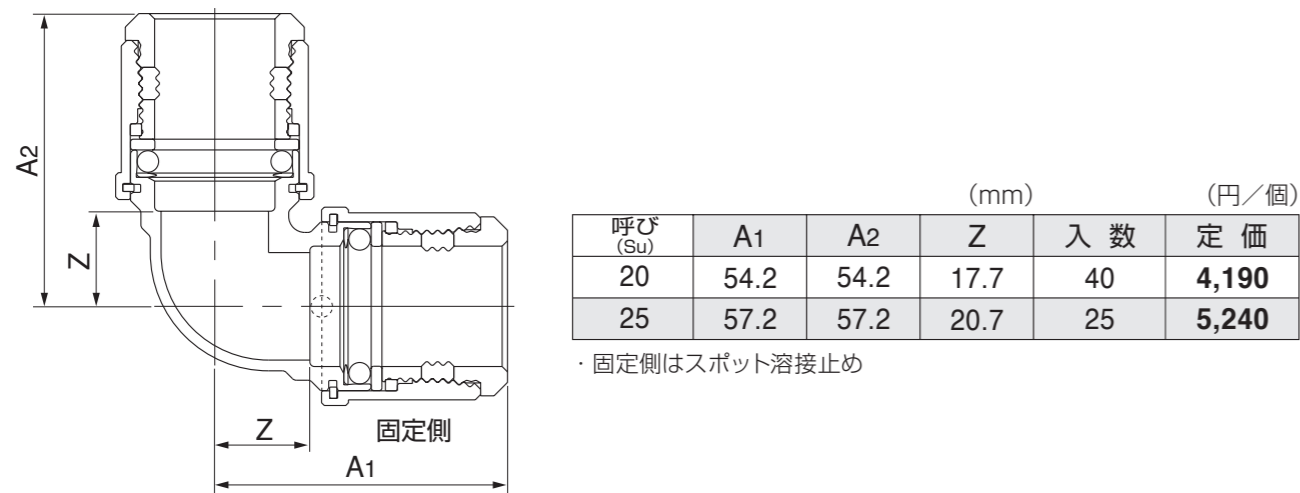 A2
Z
Z
固定側
A1
(mm) (円／個)
呼び (Su) A1 A2 Z 入数 定価
20 54.2 54.2 17.7 40 4,190
25 57.2 57.2 20.7 25 5,240
・固定側はスポット溶接止め